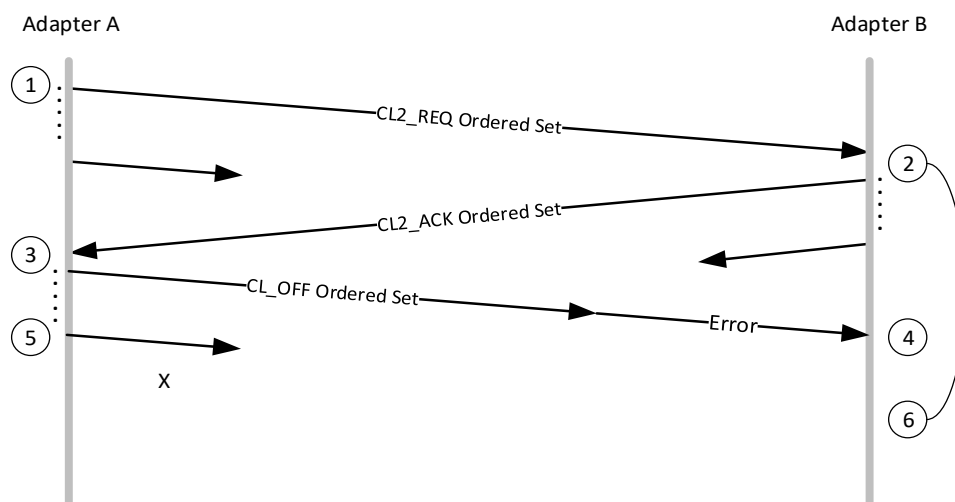 Adapter A
Adapter B
1
CL2_REQ Ordered Set
2
CL2_ACK Ordered Set
3
CL_OFF Ordered Set
Error
5
4
X
6